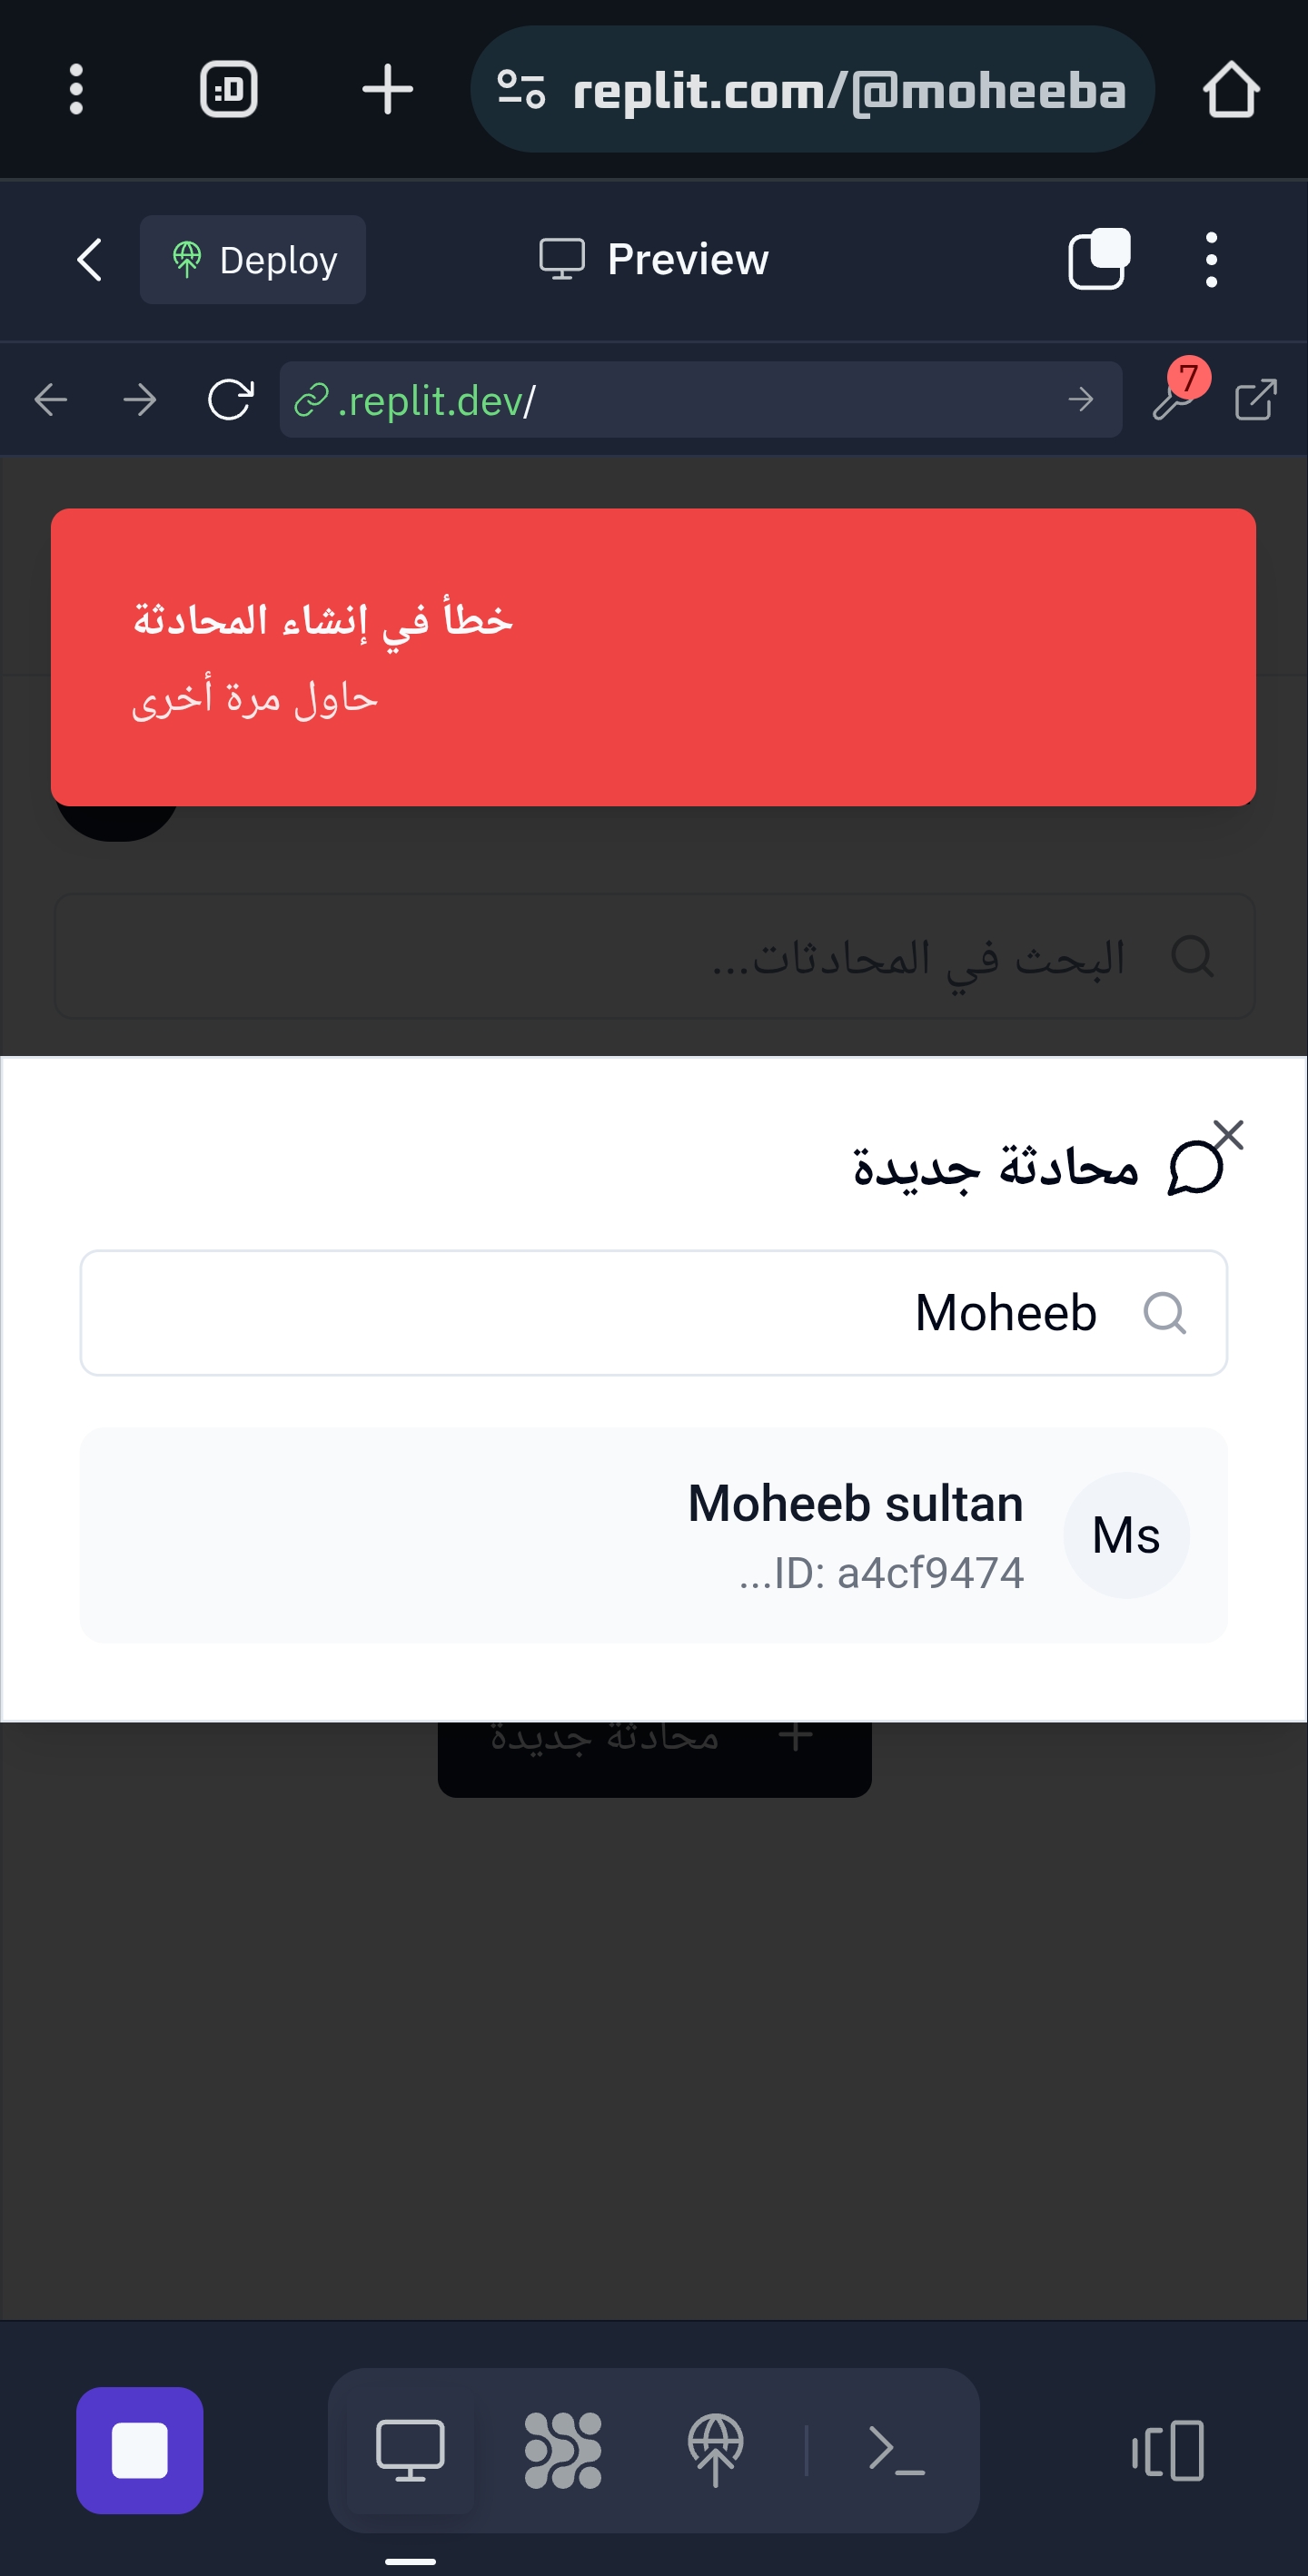 :D
replit.com/@moheeba
Deploy
Preview
.replit.dev/
7
خطأ في إنشاء المحادثة
حاول مرة أخرى
البحث في المحادثات...
محادثة جديدة
Moheeb
Moheeb sultan
Ms
ID: a4cf9474...
محادثة جديدة